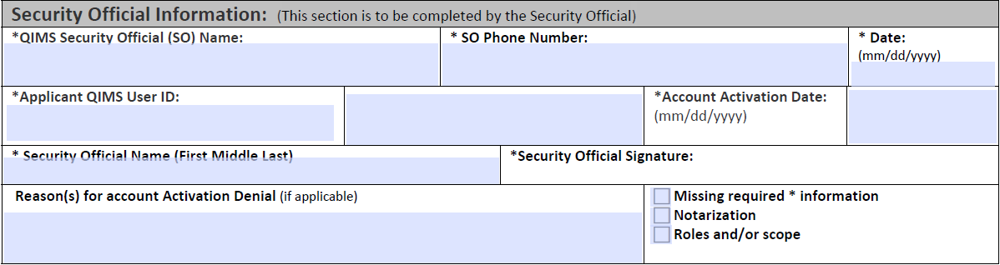 Security Official Information: (This section is to be completed by the Security Official)
*QIMS Security Official (SO) Name:
* SO Phone Number:
* Date:
(mm/dd/yyyy)
*Applicant QIMS User ID:
*Account Activation Date:
(mm/dd/yyyy)
* Security Official Name (First Middle Last)
*Security Official Signature:
Reason(s) for account Activation Denial (if applicable)
Missing required * information
Notarization
Roles and/or scope